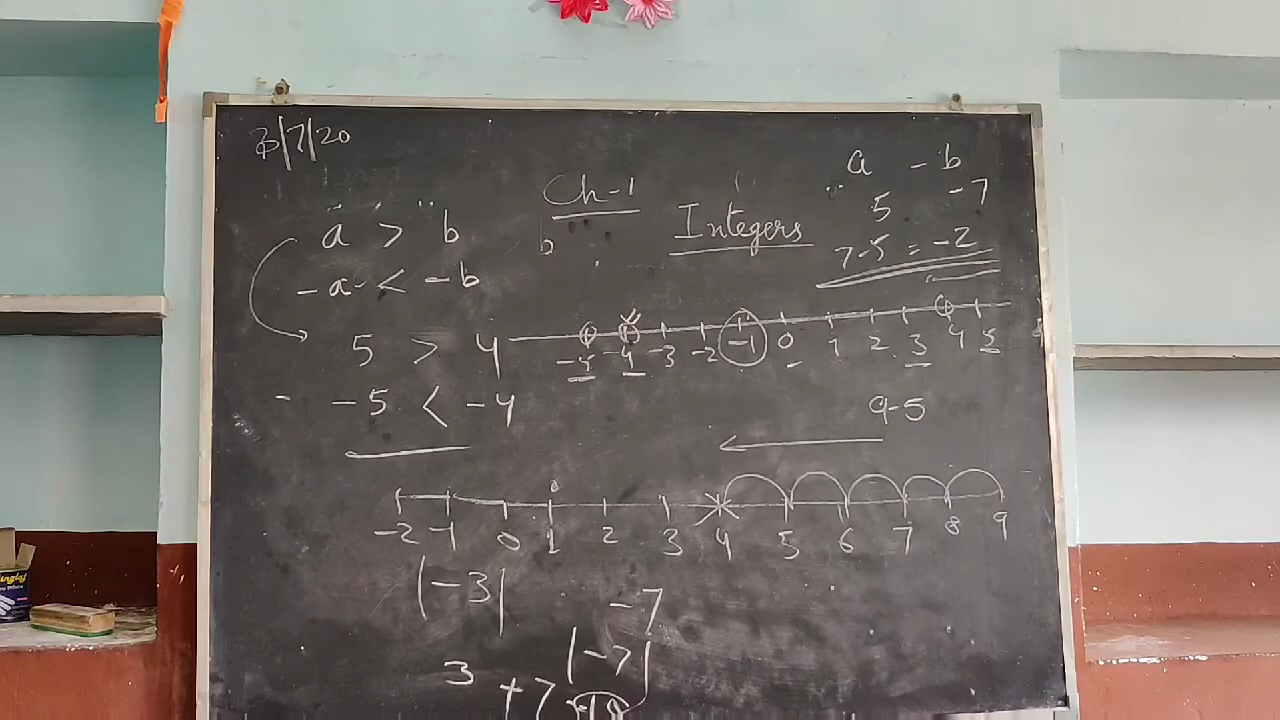 3/7/20
a - b
Ch-1
5 -7
a > b
b
Integers
7-5 = -2
-a < -b
5 > 4
-5 -4 -3 -2 -1 0 1 2 3 4 5
- -5 < -4
9-5
-2 -1 0 1 2 3 4 5 6 7 8 9
|-3|
-7
|-7|
3
+7